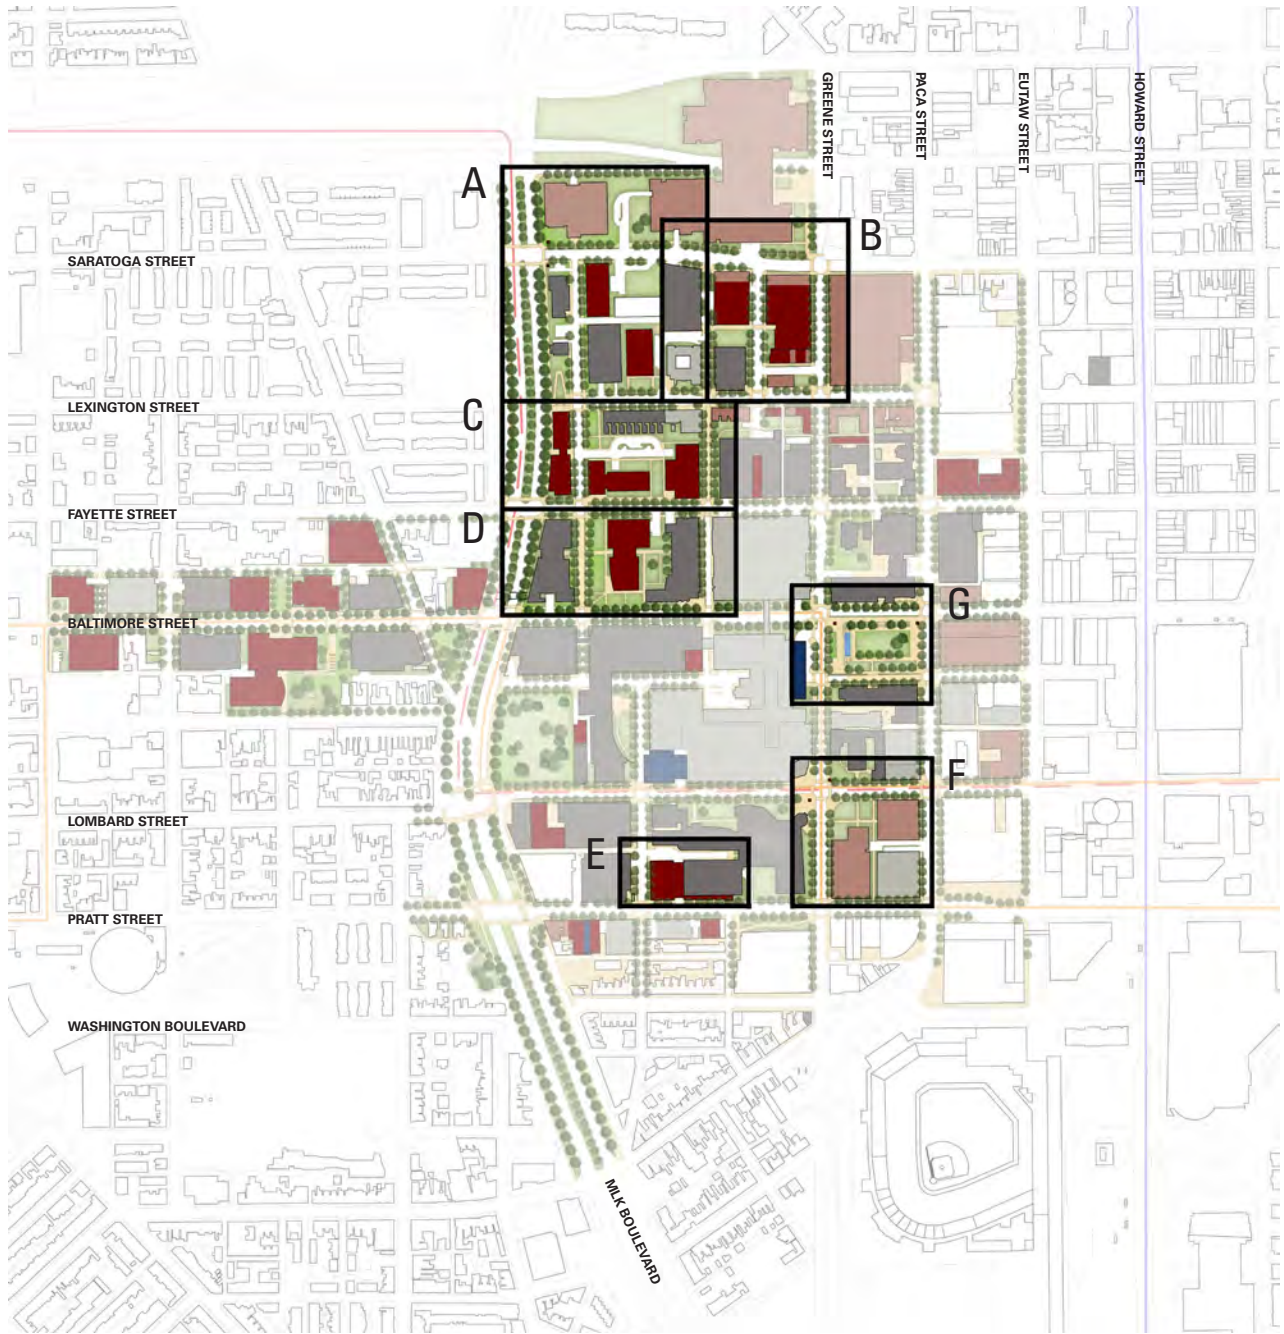 GREENE STREET
PACA STREET
EUTAW STREET
HOWARD STREET
A
B
SARATOGA STREET
LEXINGTON STREET
C
FAYETTE STREET
D
G
BALTIMORE STREET
F
LOMBARD STREET
E
PRATT STREET
WASHINGTON BOULEVARD
MLK BOULEVARD